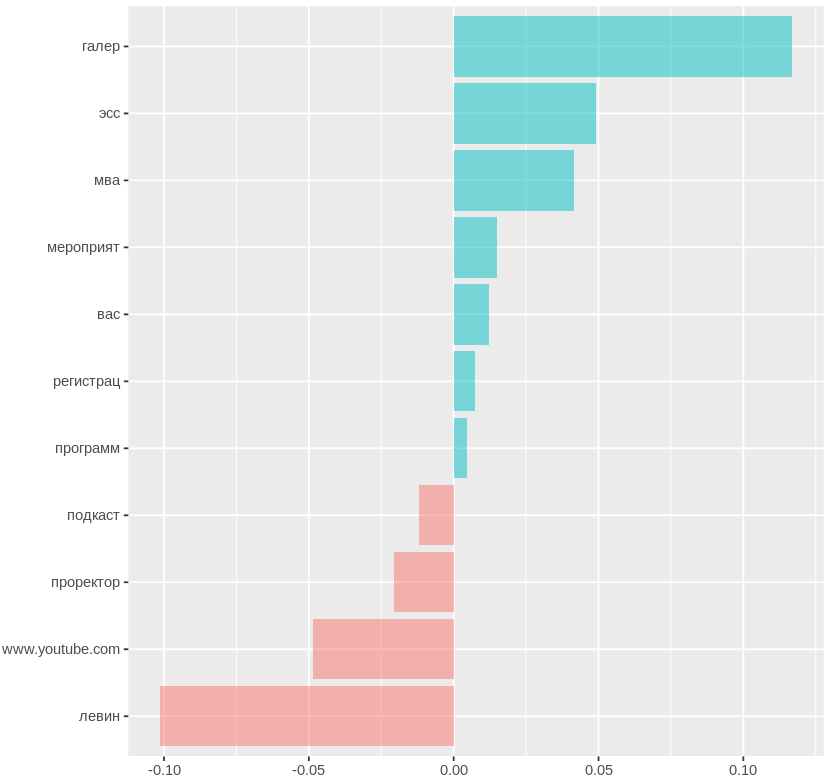 галер
эсс
мва
мероприят
вас
регистрац
программ
подкаст
проректор
www.youtube.com
левин
-0.10 -0.05 0.00 0.05 0.10